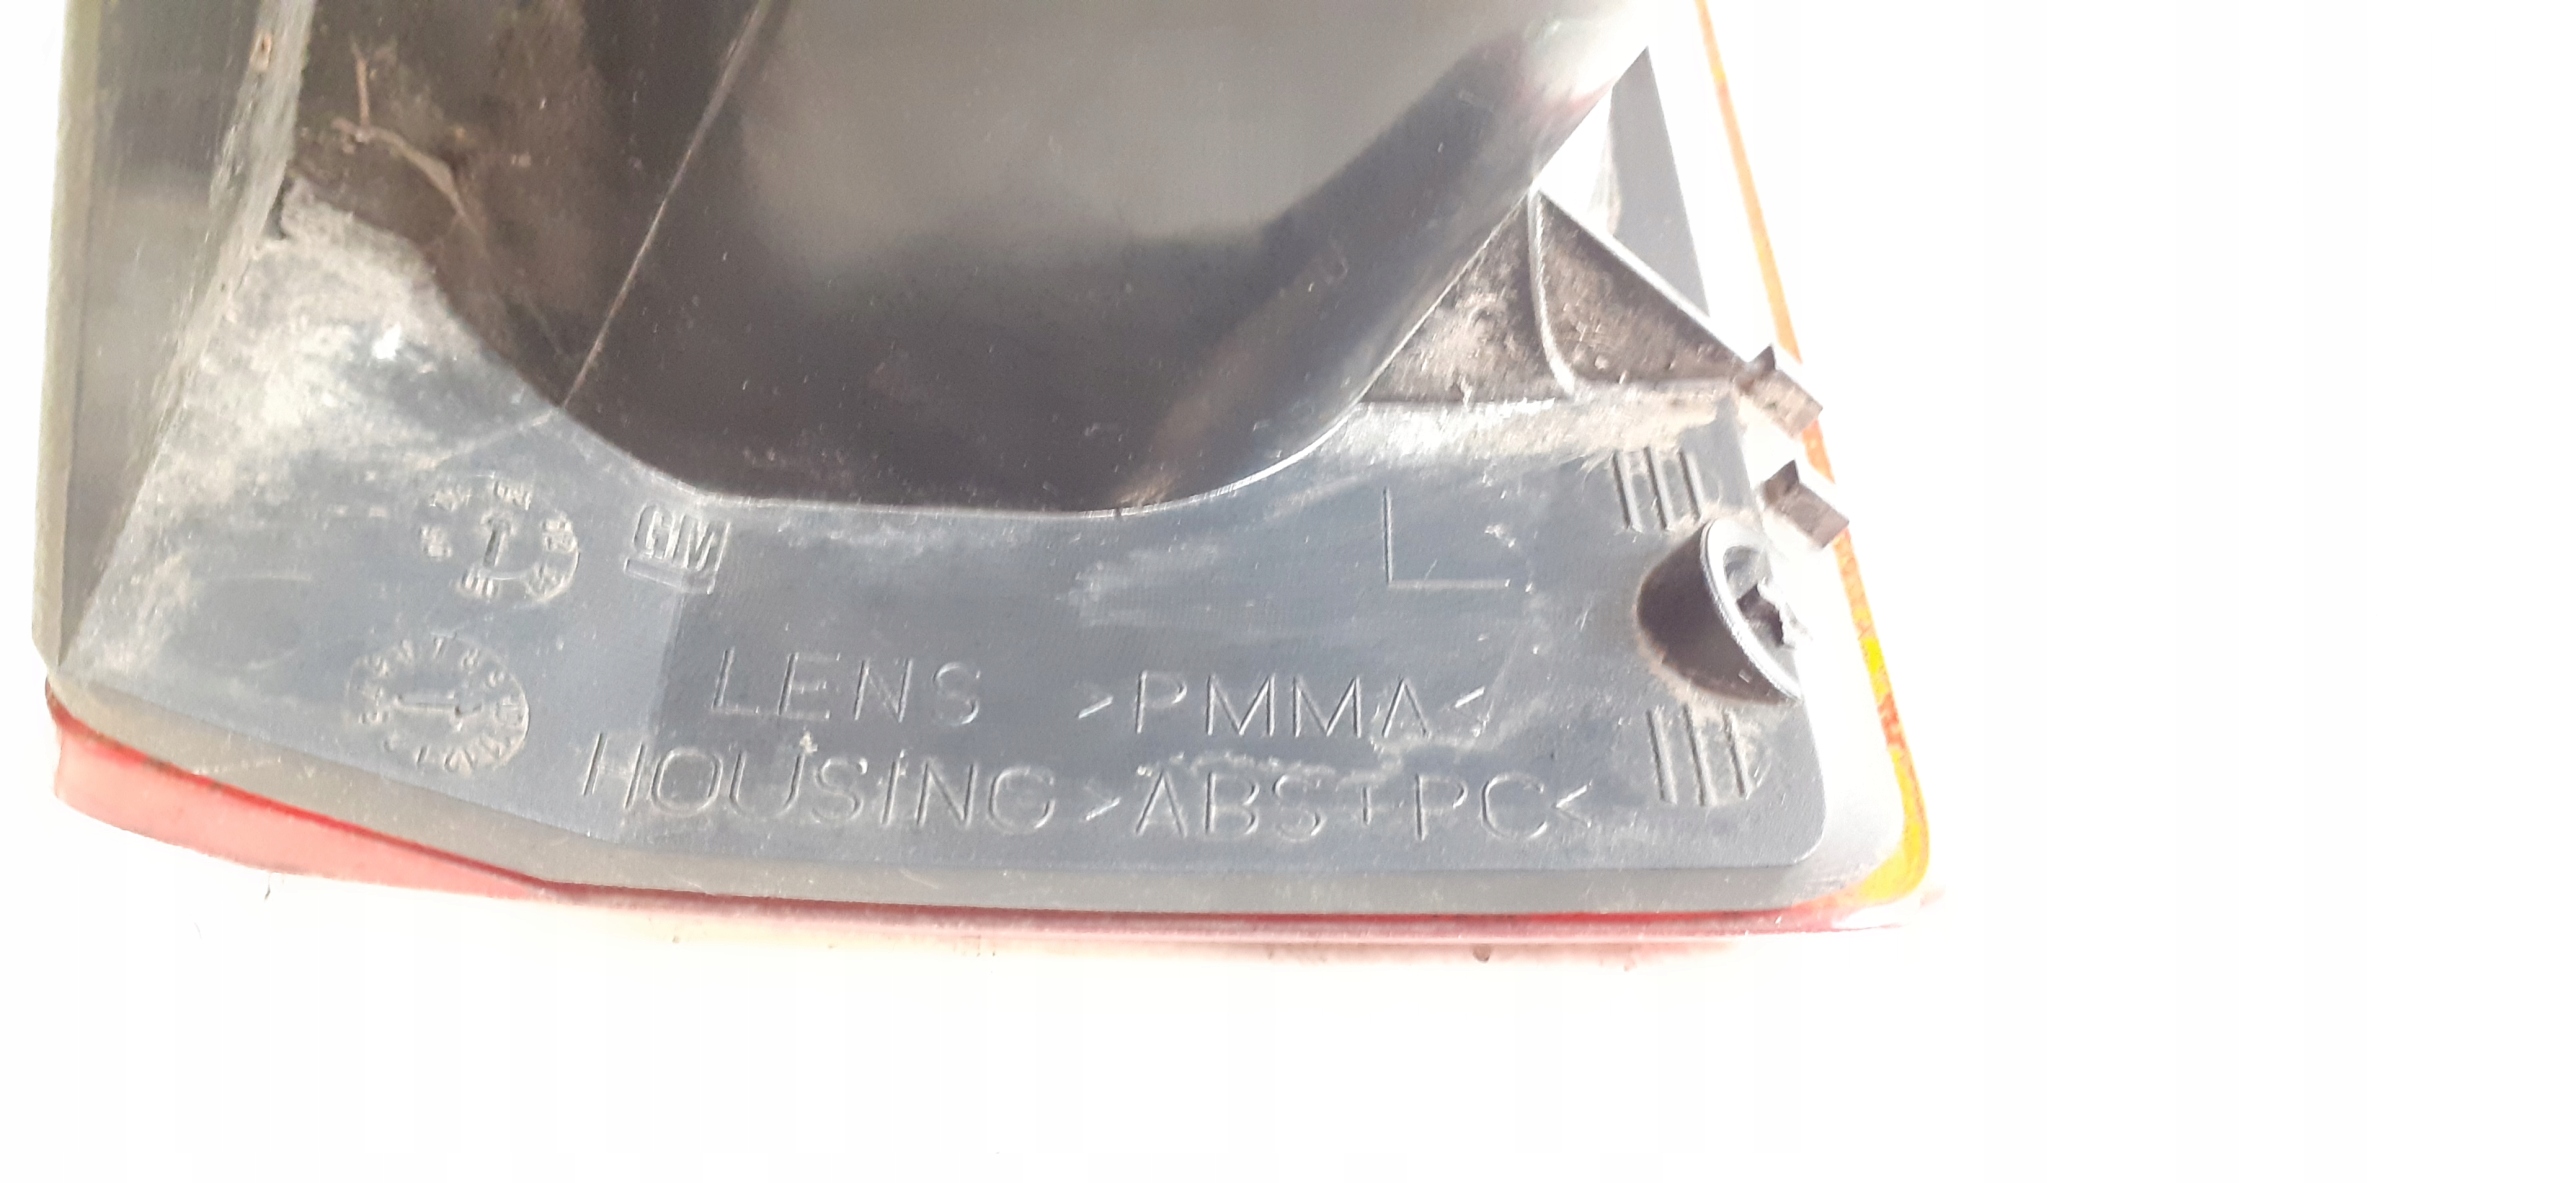 GM
L
LENS >PMMA<
HOUSING >ABS+PC<